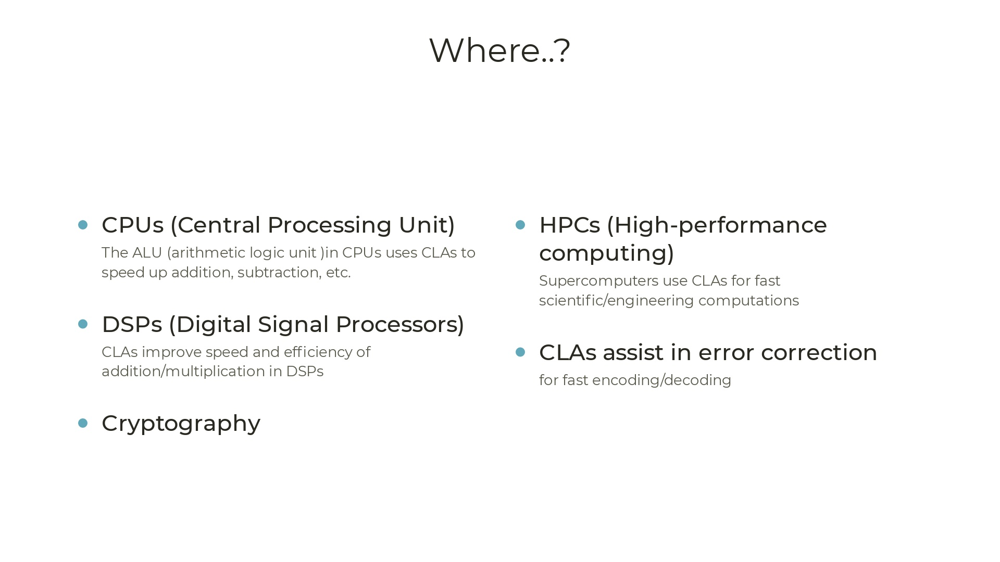 Where..?
CPUs (Central Processing Unit)
The ALU (arithmetic logic unit )in CPUs uses CLAs to
speed up addition, subtraction, etc.
DSPs (Digital Signal Processors)
CLAs improve speed and efficiency of
addition/multiplication in DSPs
Cryptography
HPCs (High-performance
computing)
Supercomputers use CLAs for fast
scientific/engineering computations
CLAs assist in error correction
for fast encoding/decoding